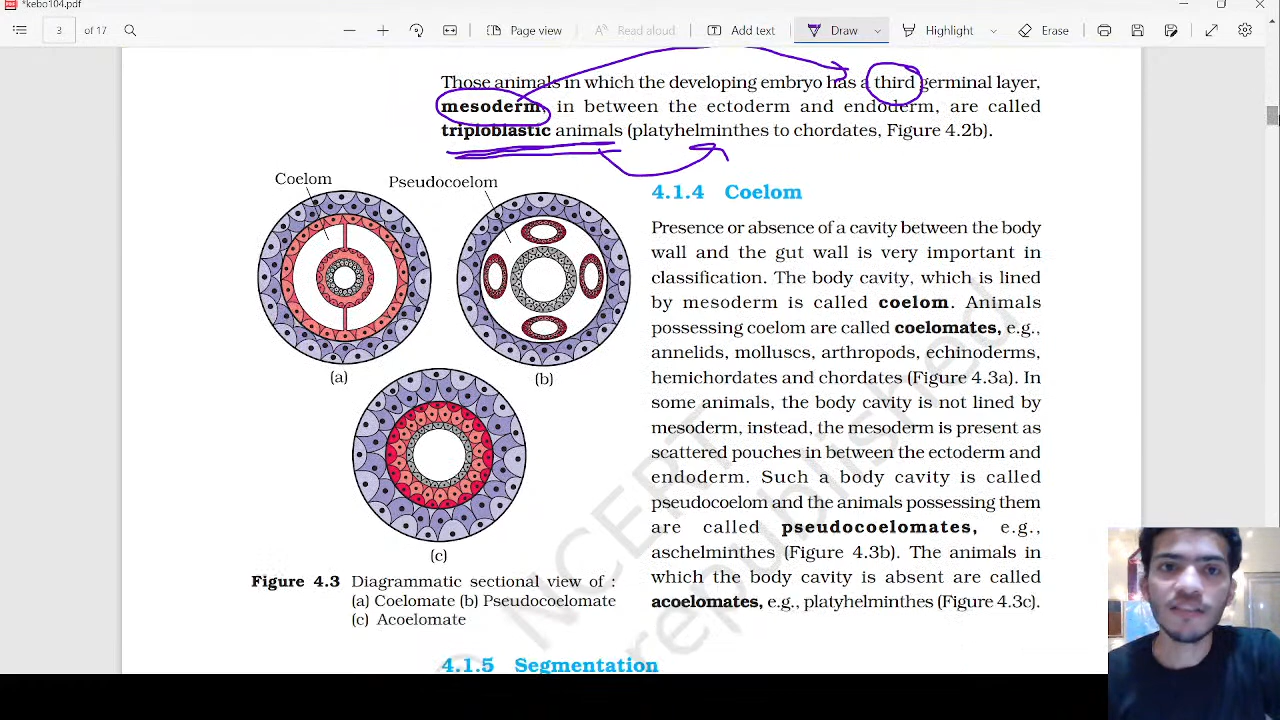 *kebo104.pdf
3 of 17
Page view
Read aloud
Add text
Draw
Highlight
Erase
Those animals in which the developing embryo has a third germinal layer,
mesoderm, in between the ectoderm and endoderm, are called
triploblastic animals (platyhelminthes to chordates, Figure 4.2b).
Coelom
Pseudocoelom
(a)
(b)
(c)
Figure 4.3 Diagrammatic sectional view of :
(a) Coelomate (b) Pseudocoelomate
(c) Acoelomate
4.1.4 Coelom
Presence or absence of a cavity between the body
wall and the gut wall is very important in
classification. The body cavity, which is lined
by mesoderm is called coelom. Animals
possessing coelom are called coelomates, e.g.,
annelids, molluscs, arthropods, echinoderms,
hemichordates and chordates (Figure 4.3a). In
some animals, the body cavity is not lined by
mesoderm, instead, the mesoderm is present as
scattered pouches in between the ectoderm and
endoderm. Such a body cavity is called
pseudocoelom and the animals possessing them
are called pseudocoelomates, e.g.,
aschelminthes (Figure 4.3b). The animals in
which the body cavity is absent are called
acoelomates, e.g., platyhelminthes (Figure 4.3c).
4.1.5 Segmentation
NCERT
republished